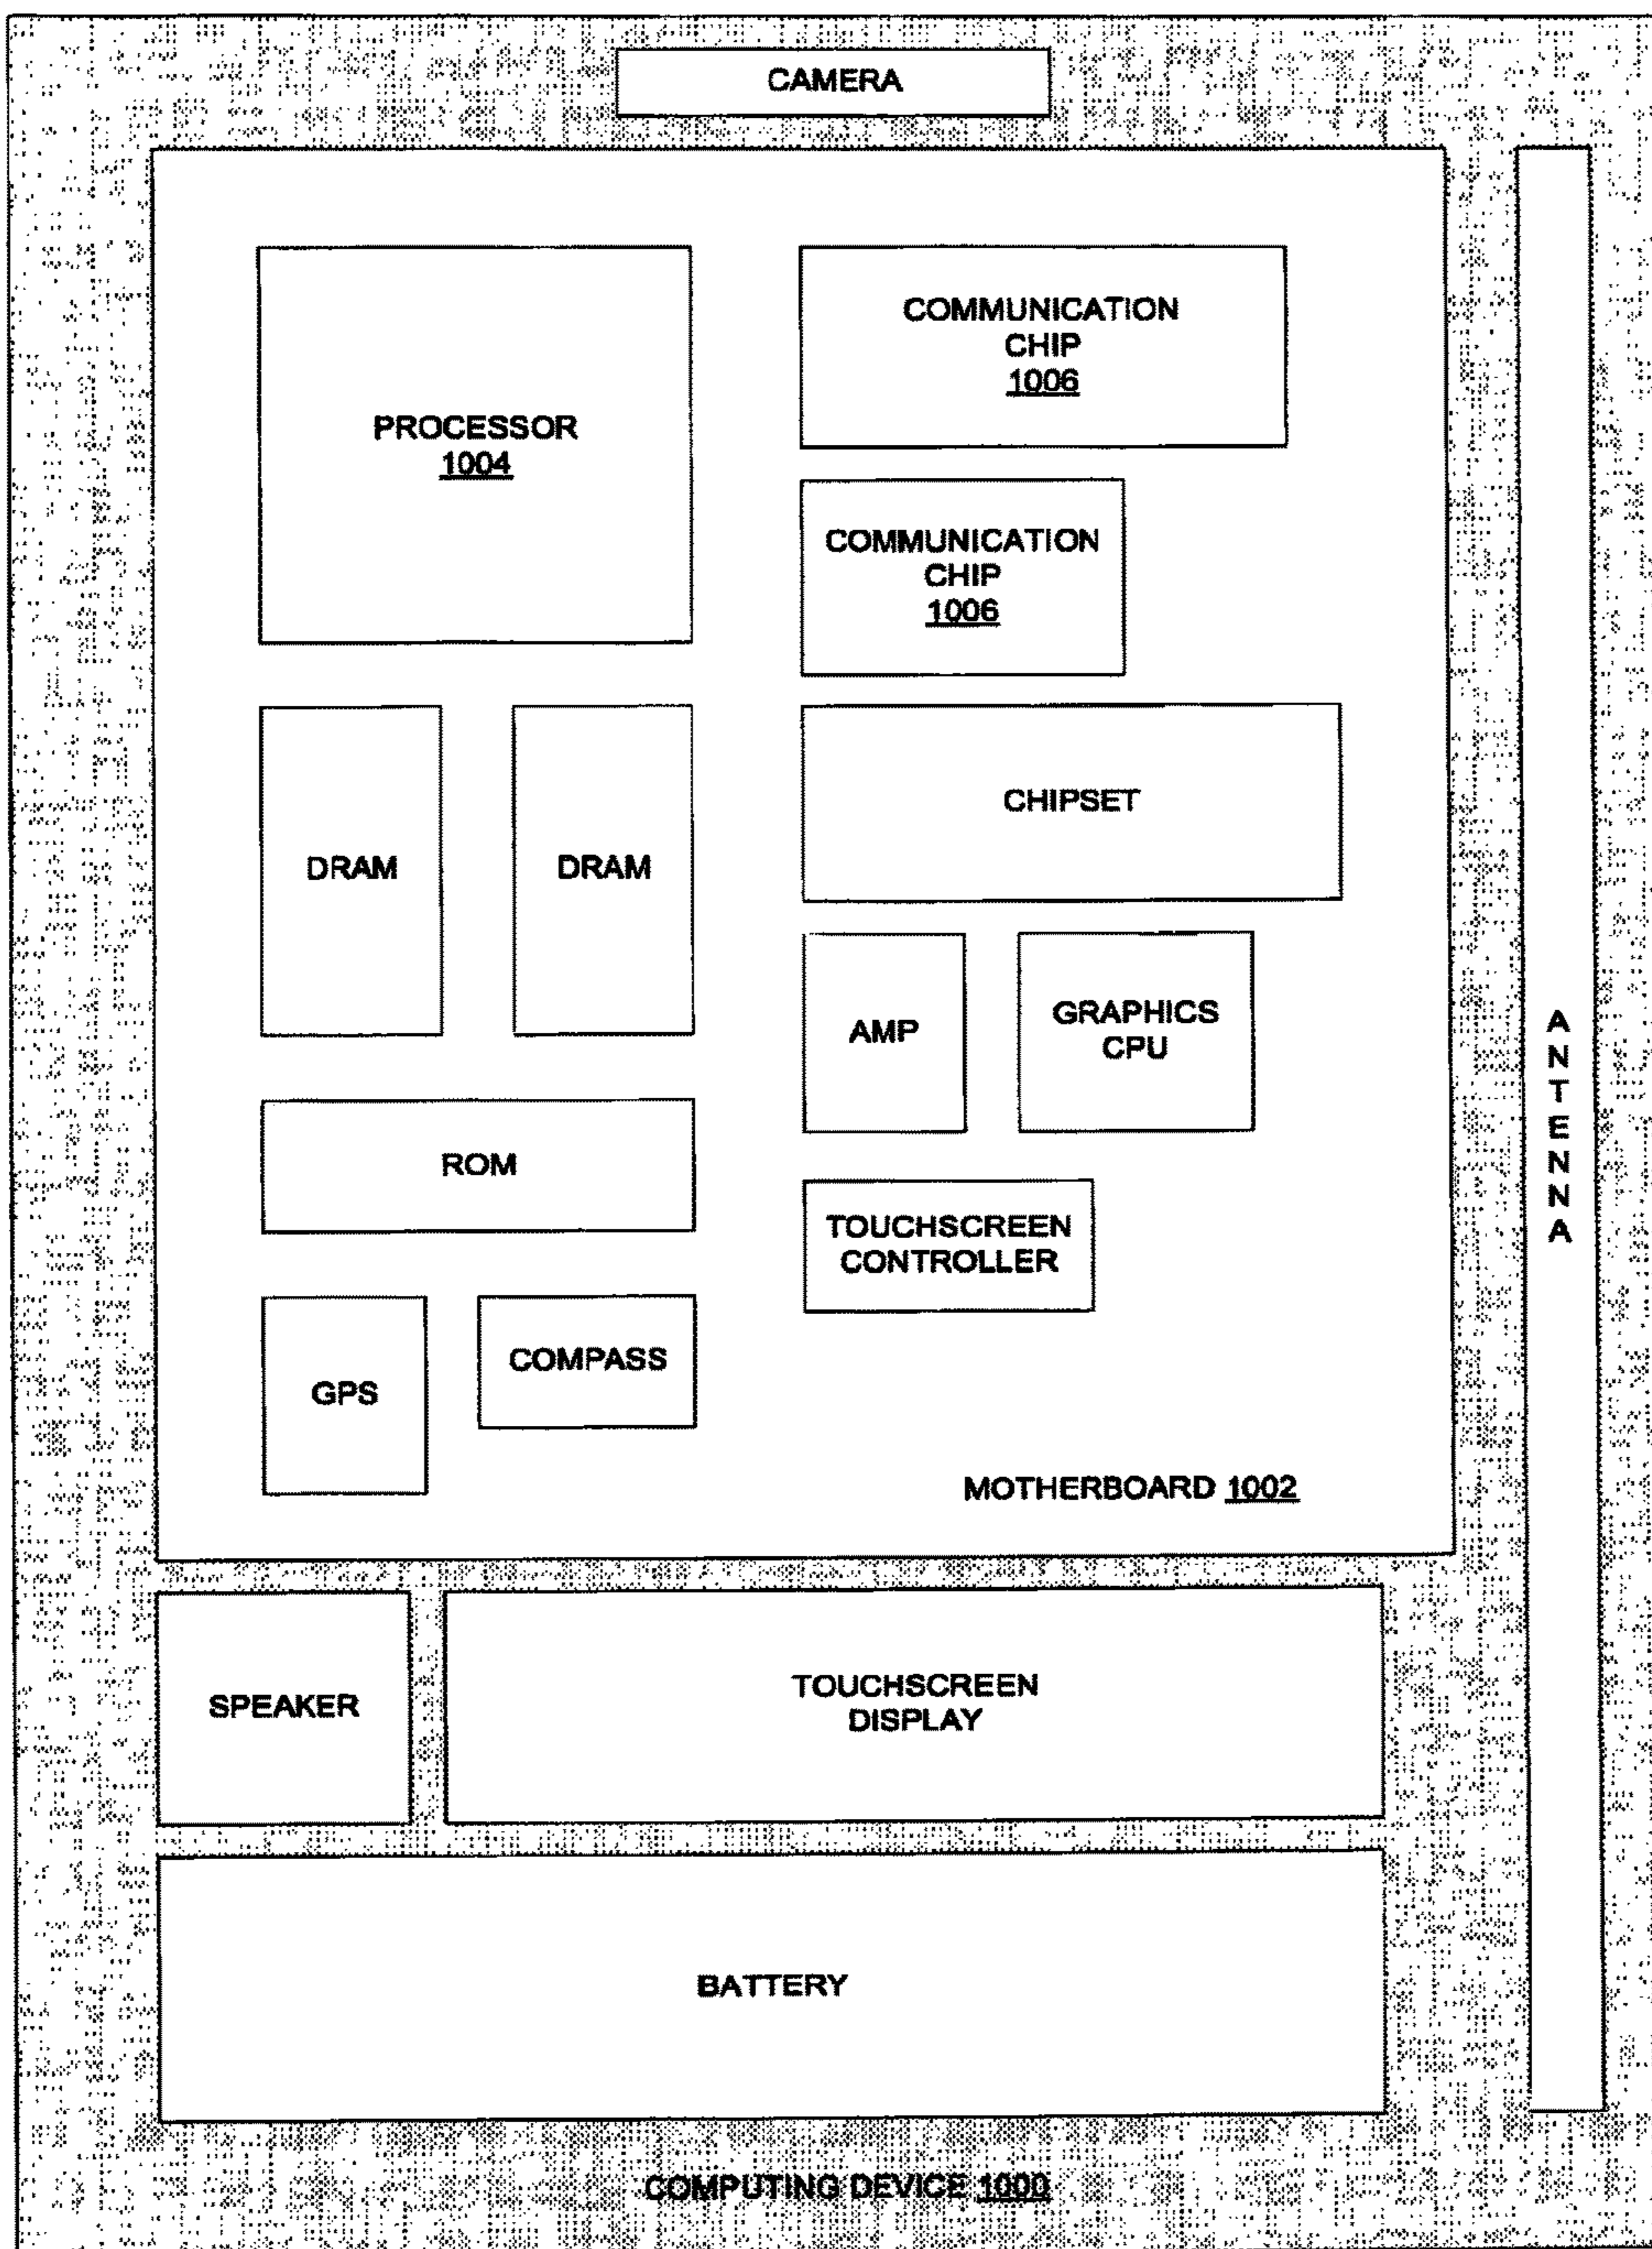 CAMERA
PROCESSOR
1004
COMMUNICATION
CHIP
1006
COMMUNICATION
CHIP
1006
DRAM
DRAM
CHIPSET
AMP
GRAPHICS
CPU
ROM
TOUCHSCREEN
CONTROLLER
GPS
COMPASS
MOTHERBOARD 1002
ANTENNA
SPEAKER
TOUCHSCREEN
DISPLAY
BATTERY
COMPUTING DEVICE 1000